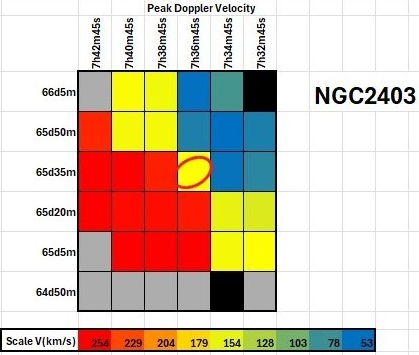 Peak Doppler Velocity
7h42m45s 7h40m45s 7h38m45s 7h36m45s 7h34m45s 7h32m45s
66d5m
NGC2403
65d50m
65d35m
65d20m
65d5m
64d50m
Scale V(km/s) 254 229 204 179 154 128 103 78 53